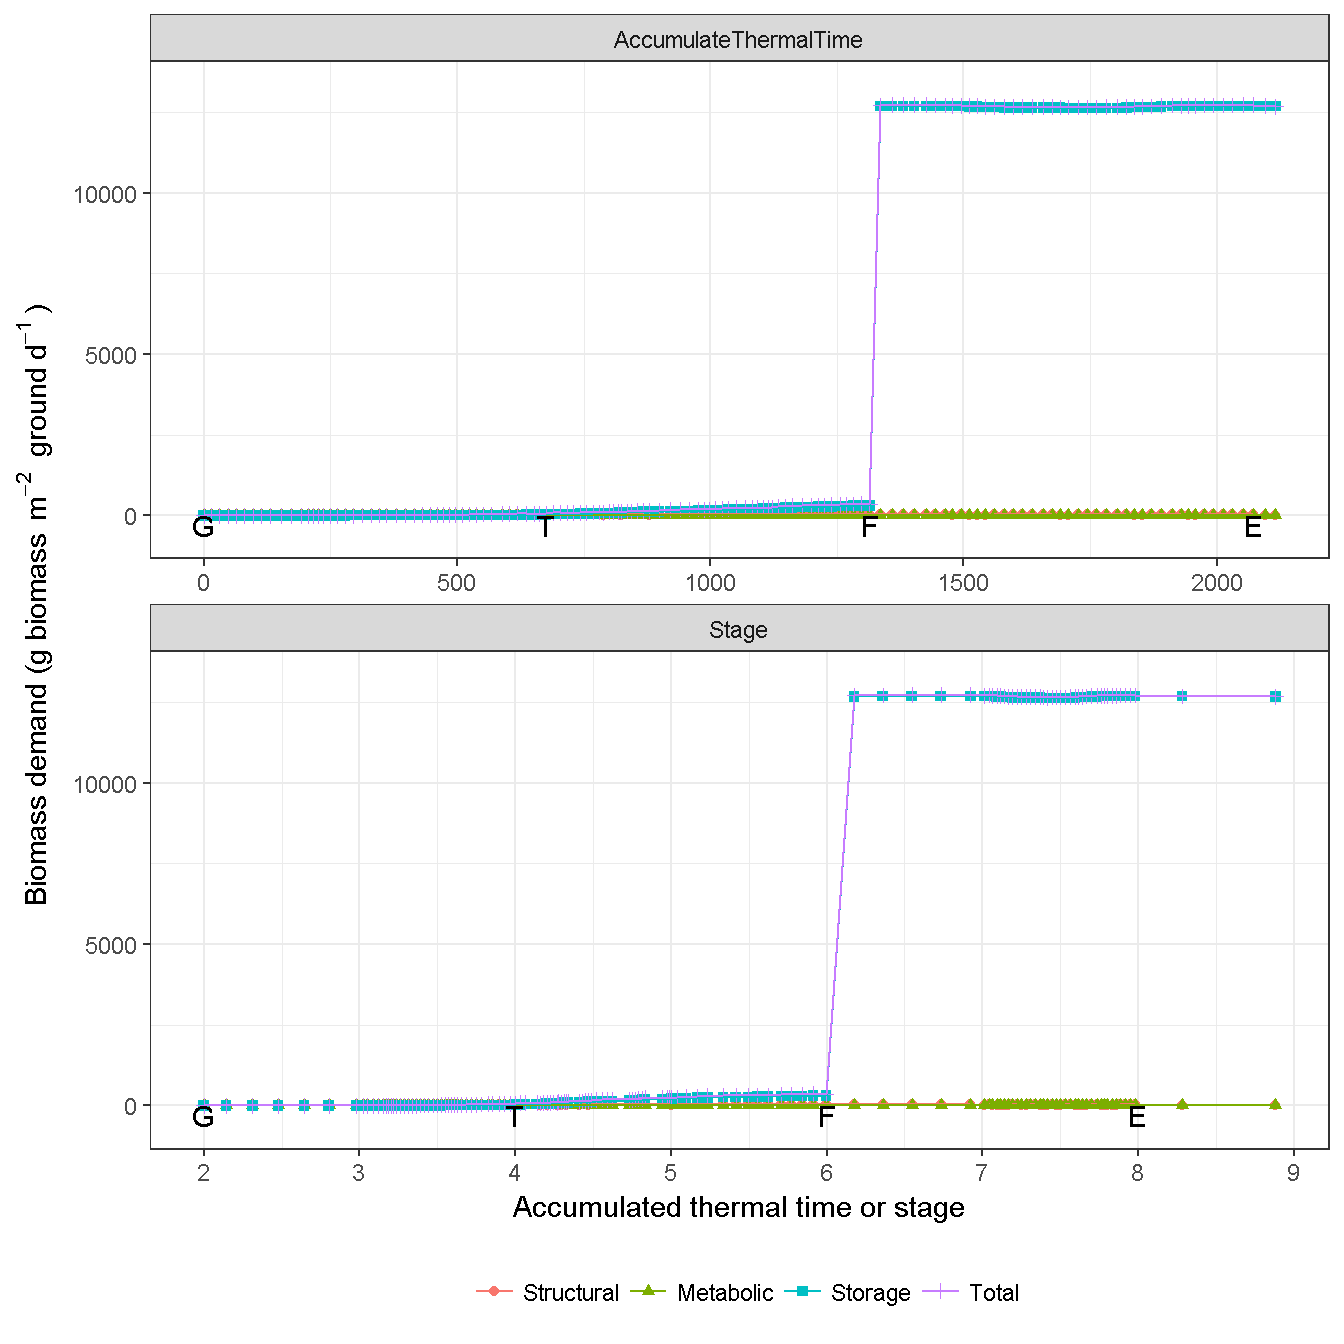 AccumulateThermalTime
10000
5000
0
G T F E
0 500 1000 1500 2000
Stage
10000
5000
0
G T F E
2 3 4 5 6 7 8 9
Biomass demand (g biomass m⁻² ground d⁻¹)
Accumulated thermal time or stage
Structural Metabolic Storage Total